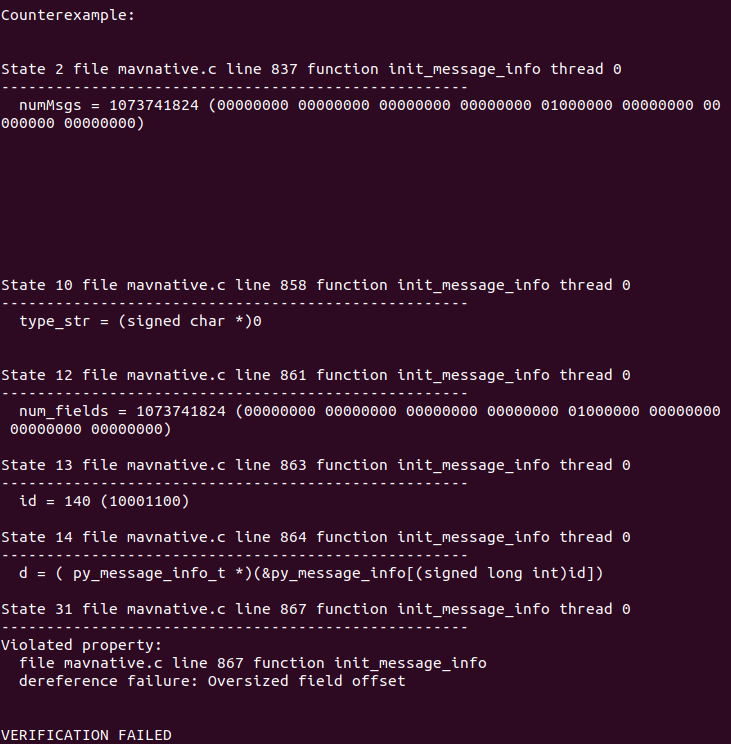 Counterexample:
State 2 file mavnative.c line 837 function init_message_info thread 0
----------------------------------------------------
  numMsgs = 1073741824 (00000000 00000000 00000000 00000000 01000000 00000000 00
000000 00000000)
State 10 file mavnative.c line 858 function init_message_info thread 0
----------------------------------------------------
  type_str = (signed char *)0
State 12 file mavnative.c line 861 function init_message_info thread 0
----------------------------------------------------
  num_fields = 1073741824 (00000000 00000000 00000000 00000000 01000000 00000000
 00000000 00000000)
State 13 file mavnative.c line 863 function init_message_info thread 0
----------------------------------------------------
  id = 140 (10001100)
State 14 file mavnative.c line 864 function init_message_info thread 0
----------------------------------------------------
  d = ( py_message_info_t *)(&py_message_info[(signed long int)id])
State 31 file mavnative.c line 867 function init_message_info thread 0
----------------------------------------------------
Violated property:
  file mavnative.c line 867 function init_message_info
  dereference failure: Oversized field offset
VERIFICATION FAILED